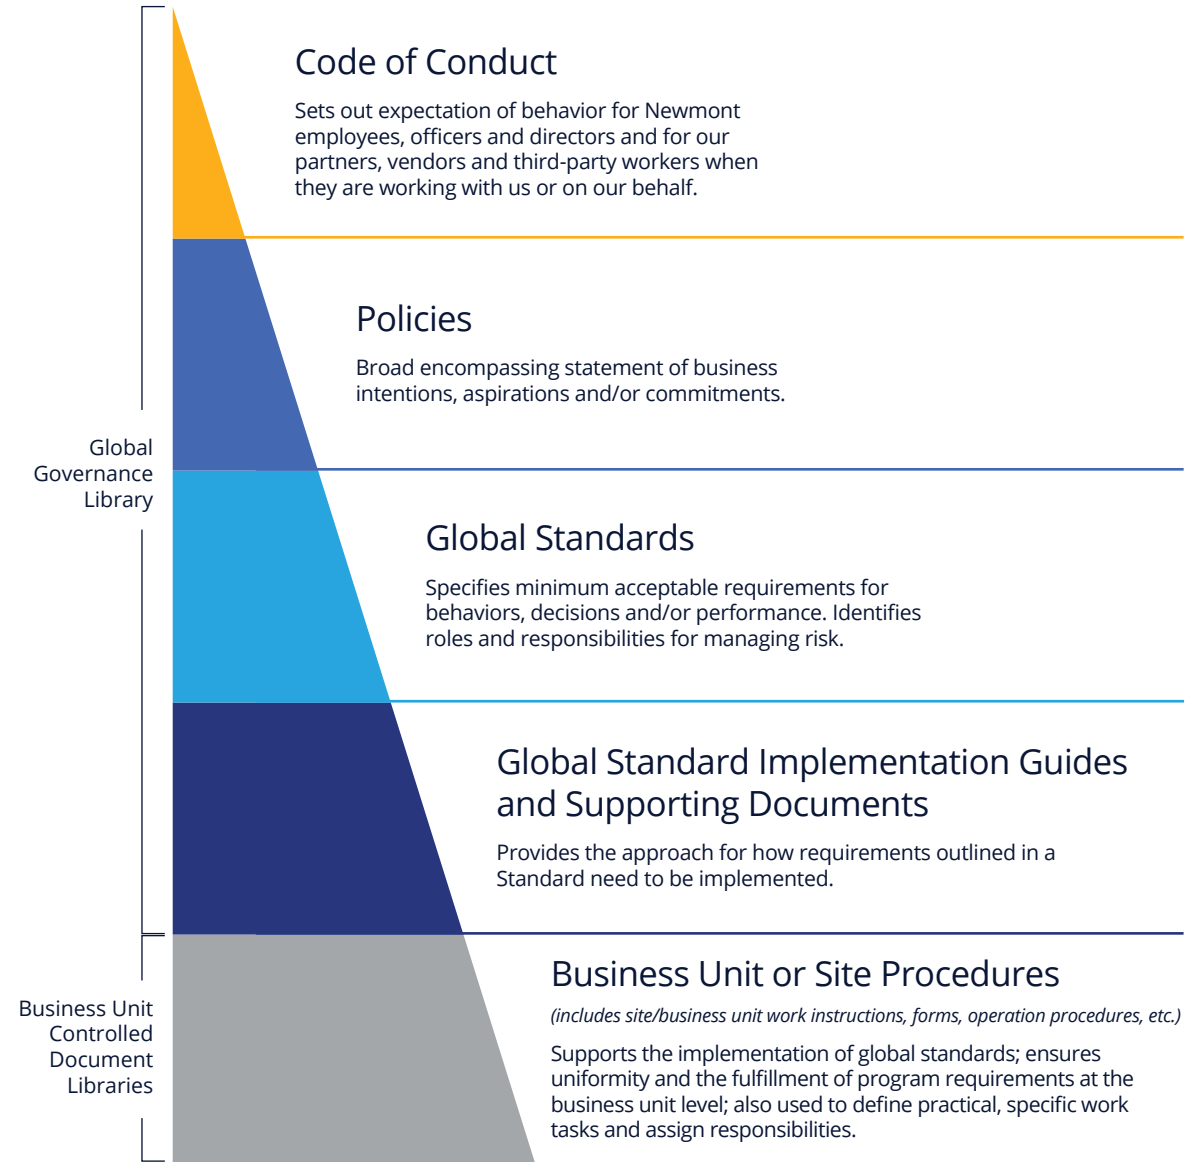 Code of Conduct
Sets out expectation of behavior for Newmont
employees, officers and directors and for our
partners, vendors and third-party workers when
they are working with us or on our behalf.
Policies
Broad encompassing statement of business
intentions, aspirations and/or commitments.
Global
Governance
Library
Global Standards
Specifies minimum acceptable requirements for
behaviors, decisions and/or performance. Identifies
roles and responsibilities for managing risk.
Global Standard Implementation Guides
and Supporting Documents
Provides the approach for how requirements outlined in a
Standard need to be implemented.
Business Unit
Controlled
Document
Libraries
Business Unit or Site Procedures
(includes site/business unit work instructions, forms, operation procedures, etc.)
Supports the implementation of global standards; ensures
uniformity and the fulfillment of program requirements at the
business unit level; also used to define practical, specific work
tasks and assign responsibilities.